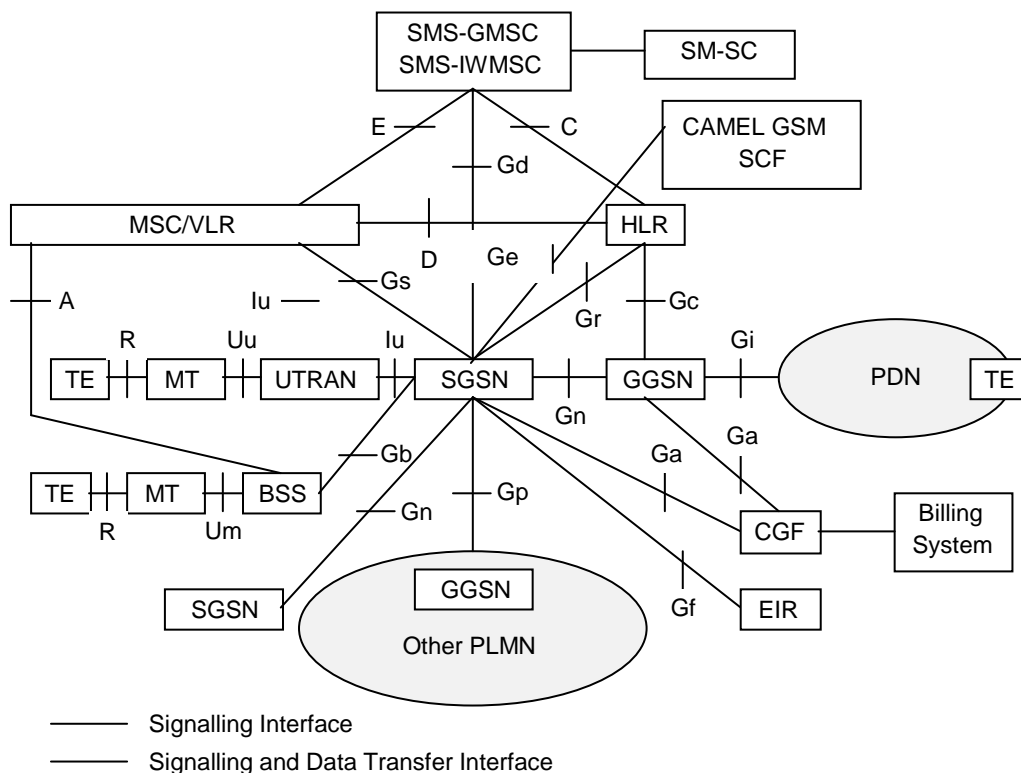 SMS-GMSC
SMS-IWMSC
SM-SC
E
C
CAMEL GSM
SCF
Gd
MSC/VLR
HLR
D
Ge
Gs
A
Iu
Gr
Gc
R
Uu
Iu
Gi
TE
MT
UTRAN
SGSN
GGSN
PDN
TE
Gn
Gb
Ga
Ga
TE
MT
BSS
Gp
R
Um
Gn
CGF
Billing
System
SGSN
GGSN
Gf
EIR
Other PLMN
Signalling Interface
Signalling and Data Transfer Interface